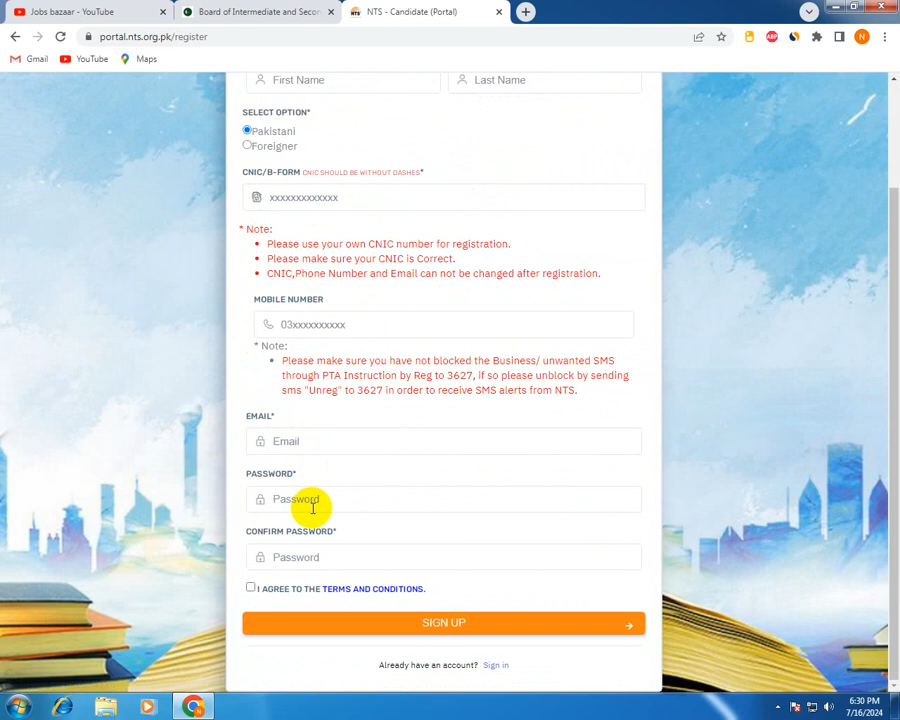 Jobs bazaar - YouTube
Board of Intermediate and Secon
NTS - Candidate (Portal)
portal.nts.org.pk/register
ABP
N
Gmail
YouTube
Maps
First Name
Last Name
SELECT OPTION*
Pakistani
Foreigner
CNIC/B-FORM CNIC SHOULD BE WITHOUT DASHES*
xxxxxxxxxxxxx
* Note:
Please use your own CNIC number for registration.
Please make sure your CNIC is Correct.
CNIC,Phone Number and Email can not be changed after registration.
MOBILE NUMBER
03xxxxxxxxxx
* Note:
Please make sure you have not blocked the Business/ unwanted SMS
through PTA Instruction by Reg to 3627, if so please unblock by sending
sms "Unreg" to 3627 in order to receive SMS alerts from NTS.
EMAIL*
Email
PASSWORD*
Password
CONFIRM PASSWORD*
Password
I AGREE TO THE TERMS AND CONDITIONS.
SIGN UP
Already have an account? Sign in
6:30 PM
7/16/2024